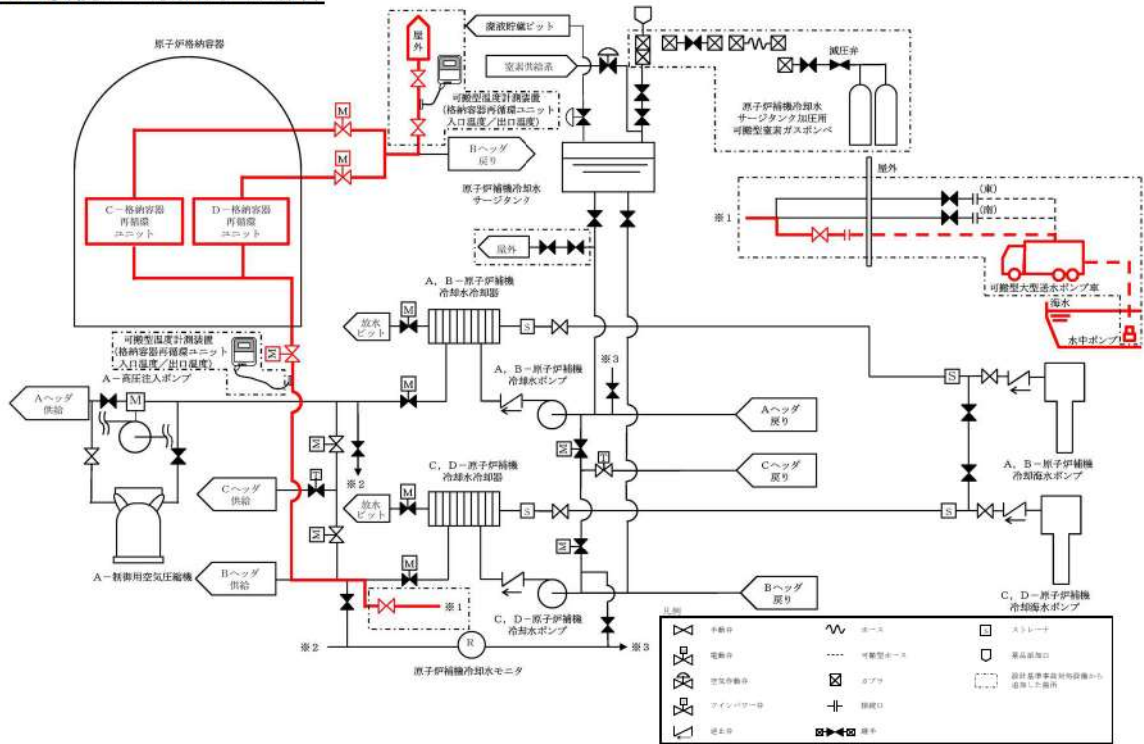 原子炉格納容器
屋外
廃液貯蔵ピット
窒素供給系
減圧弁
原子炉補機冷却水
サージタンク加圧用
可搬型窒素ガスボンベ
可搬型温度計測装置
(格納容器再循環ユニット
入口温度/出口温度)
M
M
Bヘッダ
戻り
原子炉補機冷却水
サージタンク
屋外
※1
(東)
(南)
可搬型大型送水ポンプ車
海水
水中ポンプ
C-格納容器
再循環
ユニット
D-格納容器
再循環
ユニット
屋外
A,B-原子炉補機
冷却水冷却器
放水
ピット
M
S
可搬型温度計測装置
(格納容器再循環ユニット
入口温度/出口温度)
M
A-高圧注入ポンプ
Aヘッダ
供給
M
M
A,B-原子炉補機
冷却水ポンプ
※3
S
Aヘッダ
戻り
M
M
※2
Cヘッダ
供給
T
C,D-原子炉補機
冷却水冷却器
放水
ピット
M
S
T
Cヘッダ
戻り
A,B-原子炉補機
冷却海水ポンプ
S
M
M
A-制御用空気圧縮機
Bヘッダ
供給
M
※1
C,D-原子炉補機
冷却水ポンプ
Bヘッダ
戻り
C,D-原子炉補機
冷却海水ポンプ
※2
R
※3
原子炉補機冷却水モニタ
凡例
手動弁
ホース
S
ストレーナ
電動弁
可搬型ホース
薬品添加口
空気作動弁
カプラ
設計基準事故対処設備から
追加した箇所
ツインパワー弁
接続口
逆止弁
継手